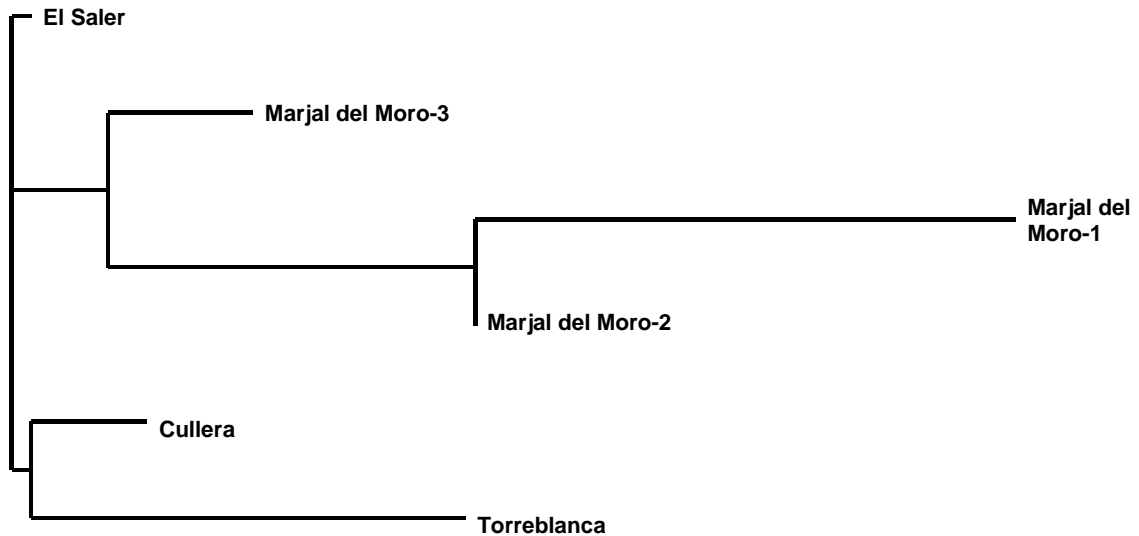 El Saler
Marjal del Moro-3
Marjal del
Moro-1
Marjal del Moro-2
Cullera
Torreblanca